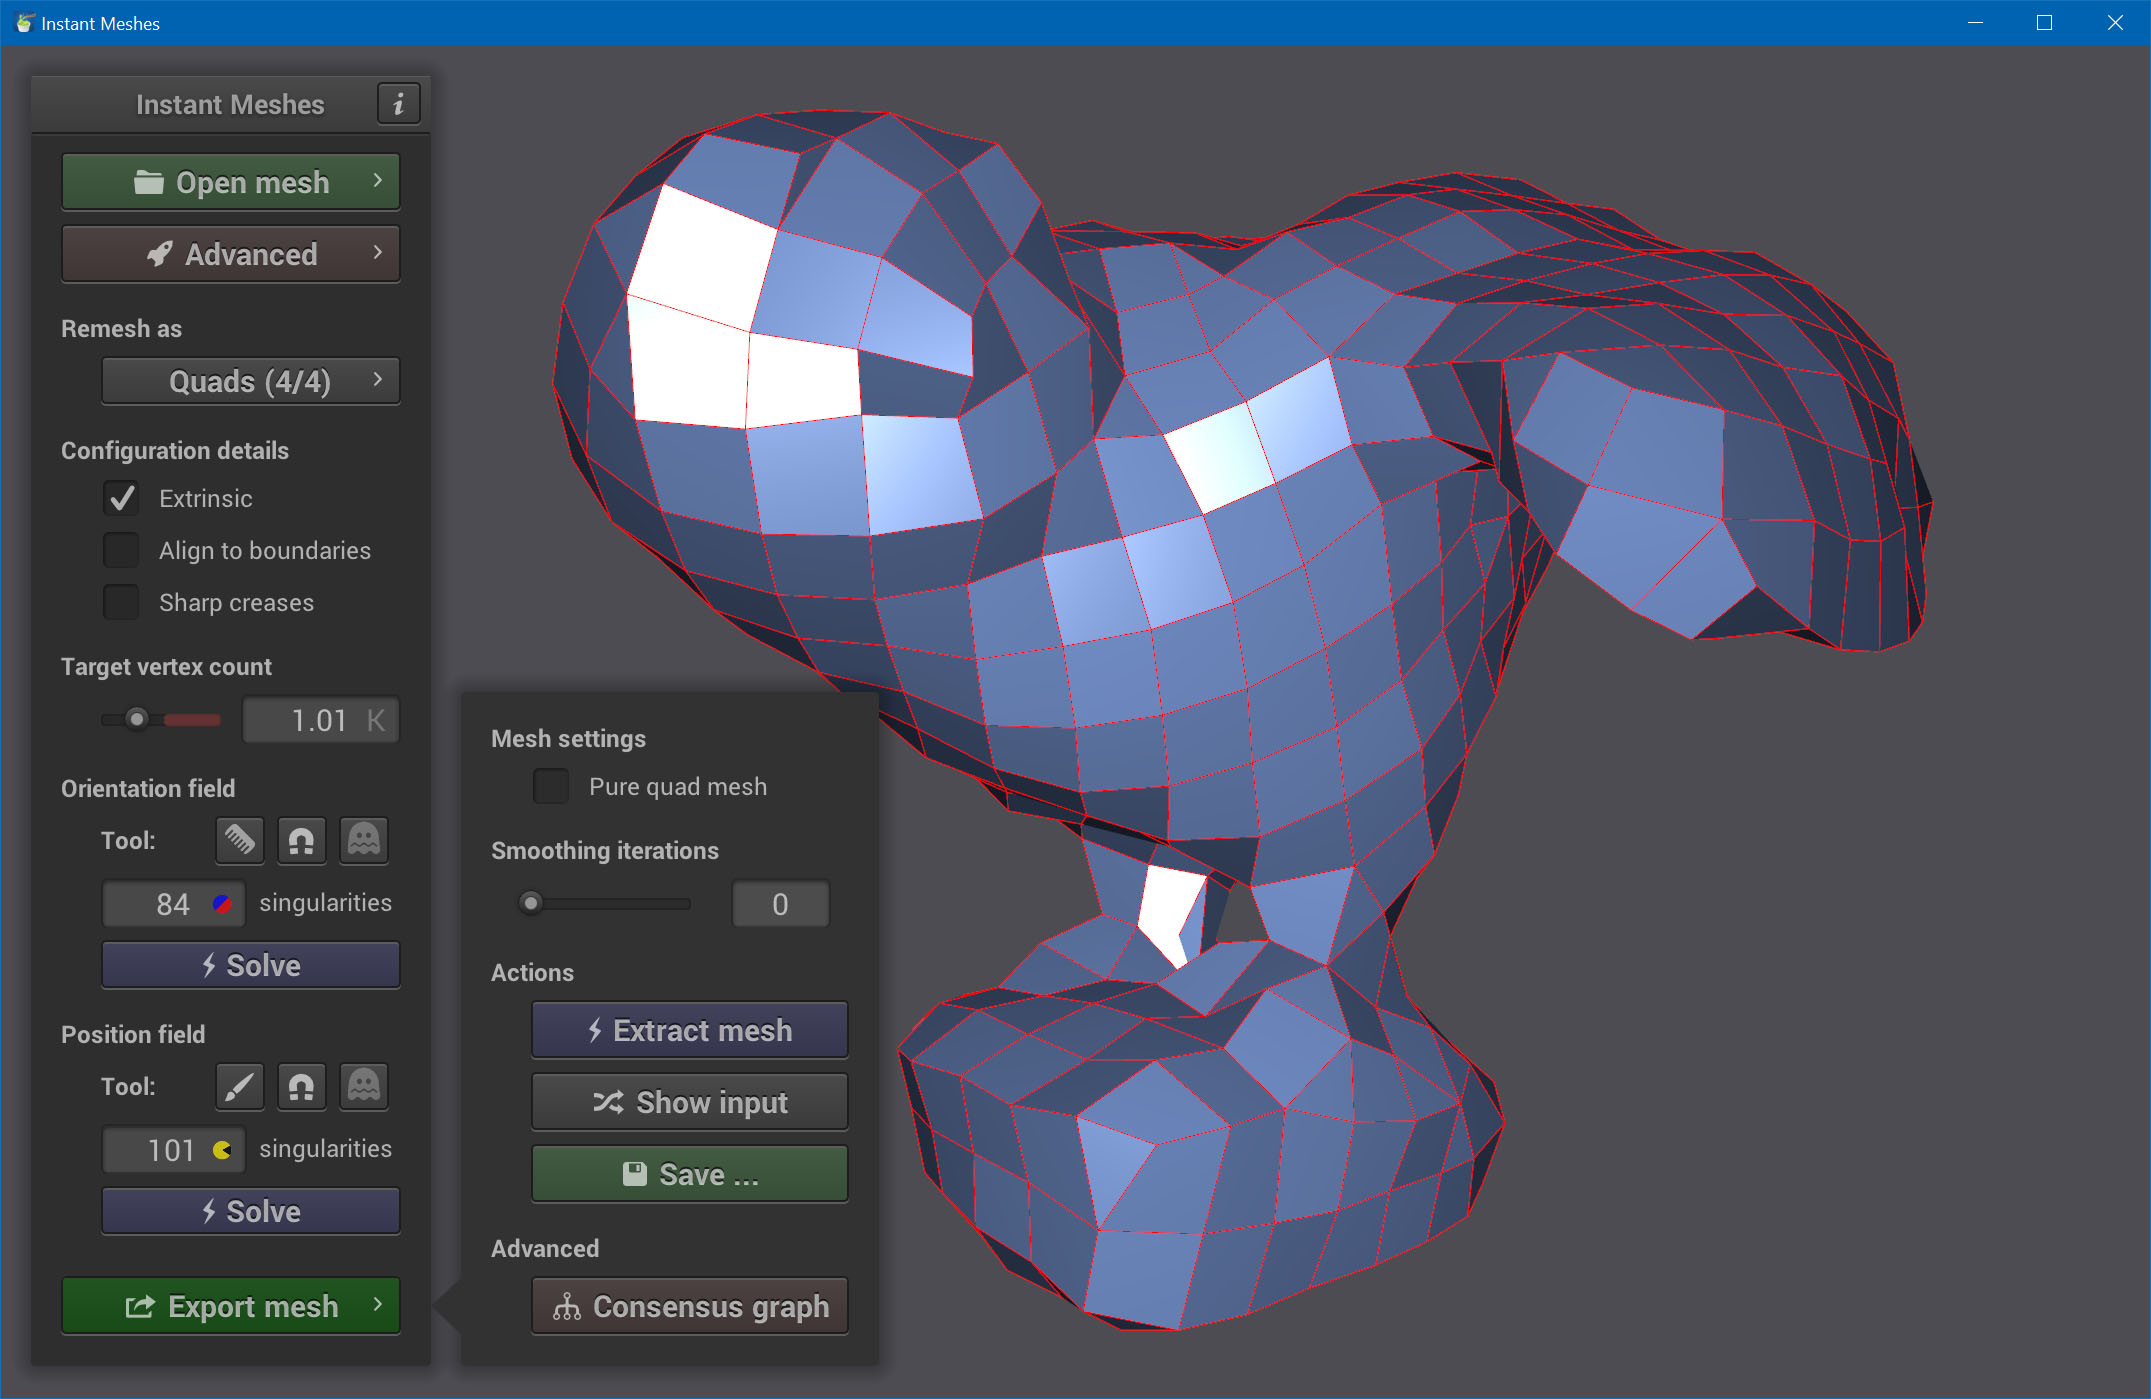 Instant Meshes
Instant Meshes
i
Open mesh
Advanced
Remesh as
Quads (4/4)
Configuration details
Extrinsic
Align to boundaries
Sharp creases
Target vertex count
1.01 K
Orientation field
Tool:
84 singularities
Solve
Position field
Tool:
101 singularities
Solve
Export mesh
Mesh settings
Pure quad mesh
Smoothing iterations
0
Actions
Extract mesh
Show input
Save ...
Advanced
Consensus graph